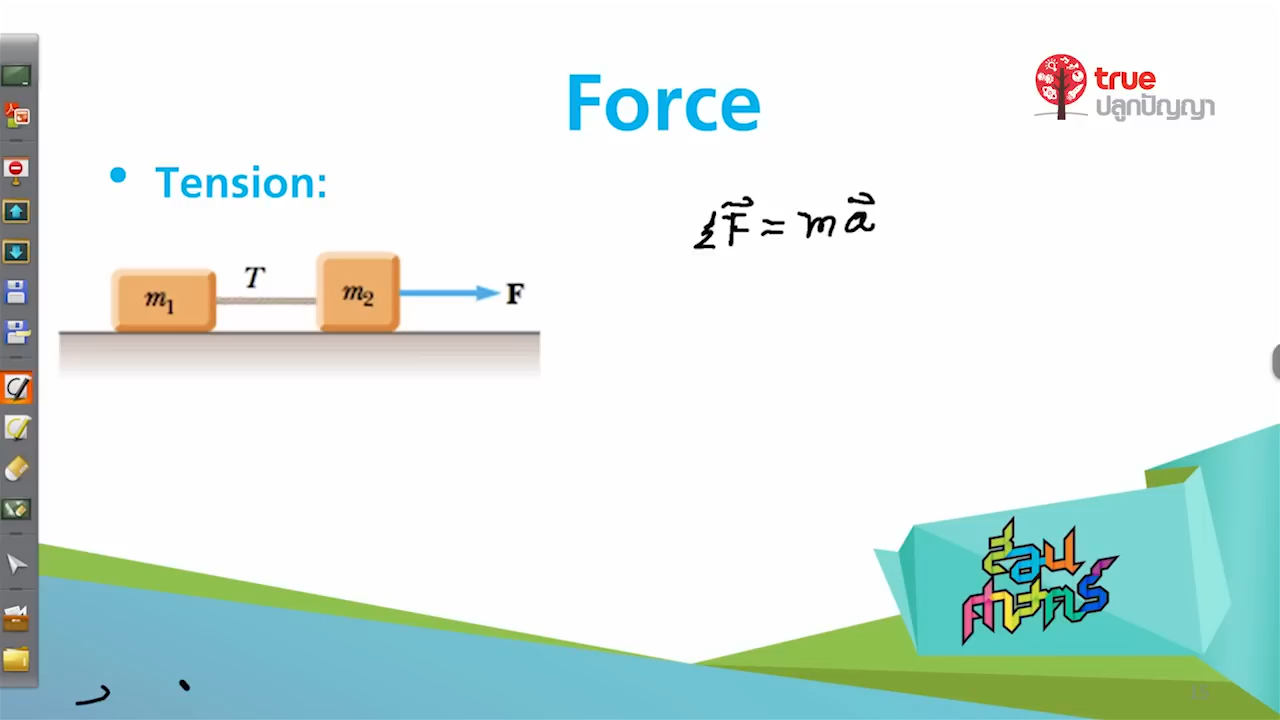 Force
true
ปลูกปัญญา
• Tension:
ΣF⃗ = ma⃗
T
m₁
m₂
F
สอน
ศาสตร์
15